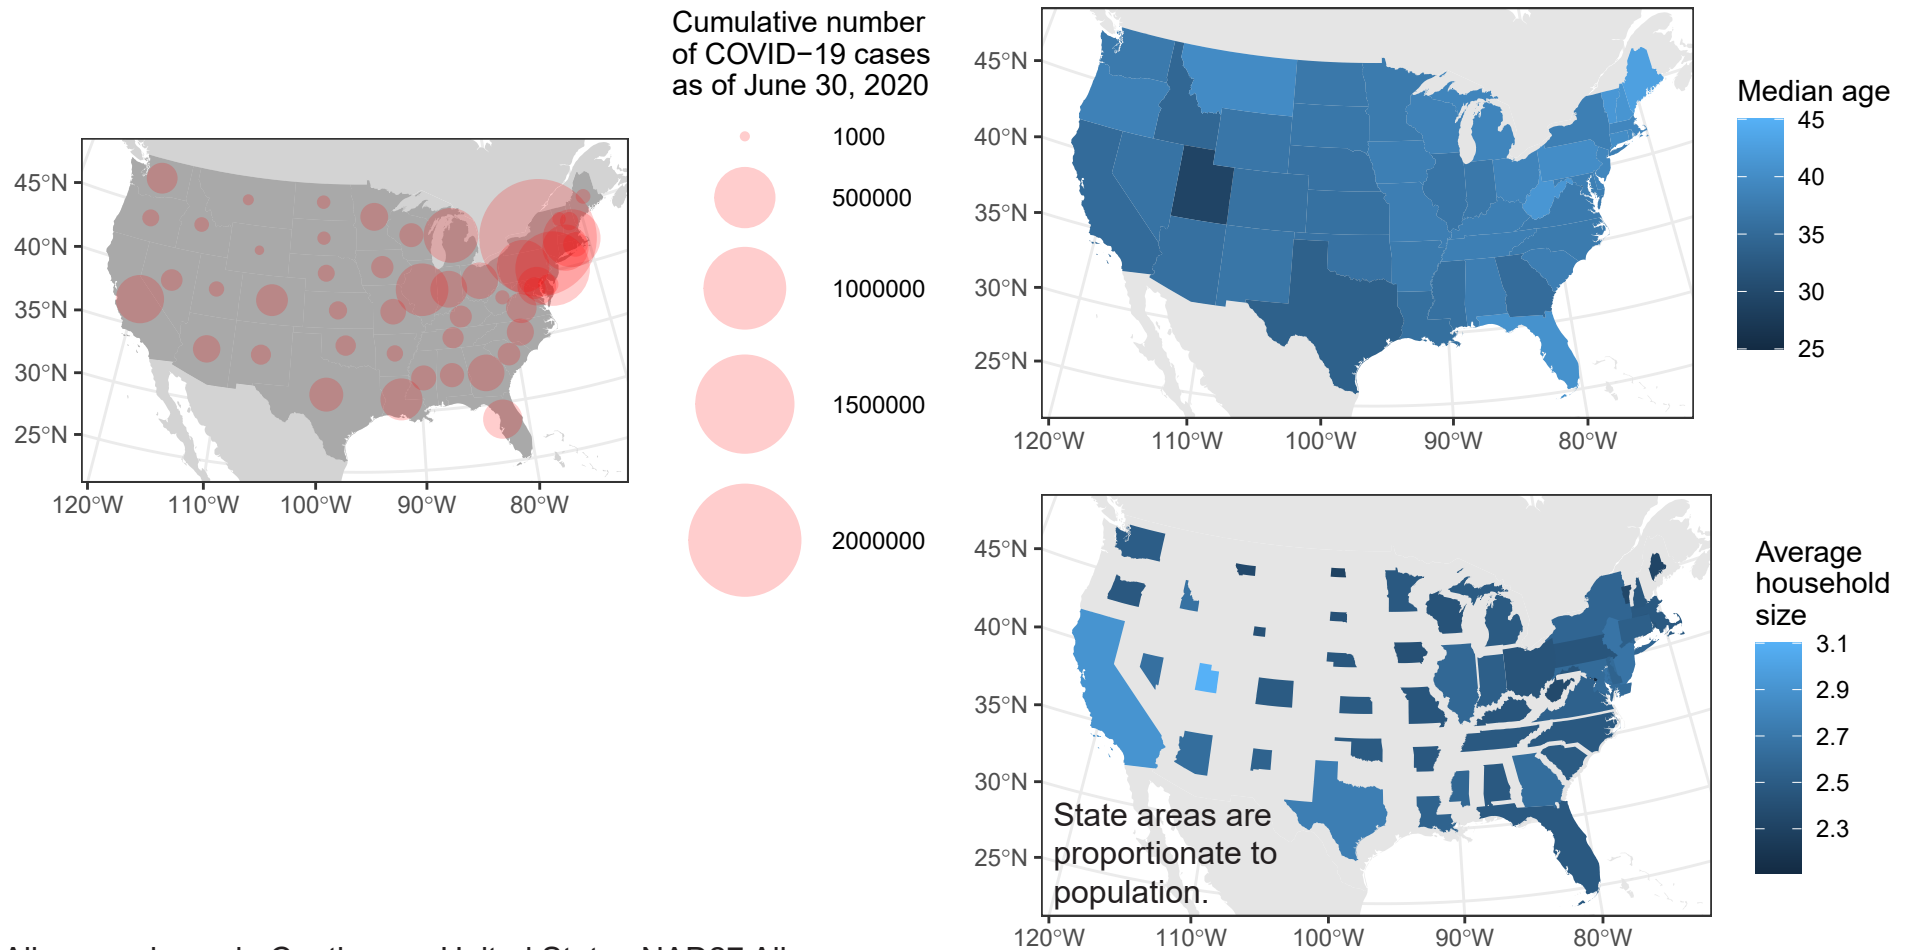 Cumulative number
of COVID−19 cases
as of June 30, 2020
1000
500000
1000000
1500000
2000000
45°N
40°N
35°N
30°N
25°N
120°W 110°W 100°W 90°W 80°W
45°N
40°N
35°N
30°N
25°N
120°W 110°W 100°W 90°W 80°W
Median age
45
40
35
30
25
45°N
40°N
35°N
30°N
25°N
State areas are
proportionate to
population.
120°W 110°W 100°W 90°W 80°W
Average
household
size
3.1
2.9
2.7
2.5
2.3